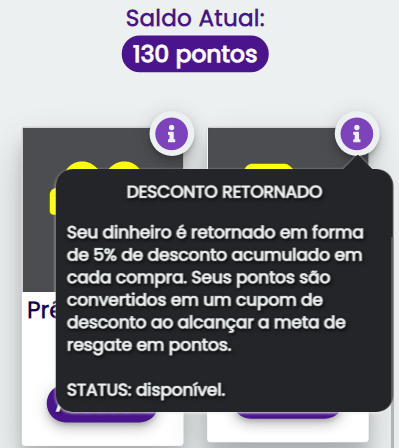 Saldo Atual:
130 pontos
i
i
DESCONTO RETORNADO
Seu dinheiro é retornado em forma
de 5% de desconto acumulado em
cada compra. Seus pontos são
convertidos em um cupom de
desconto ao alcançar a meta de
resgate em pontos.
STATUS: disponível.